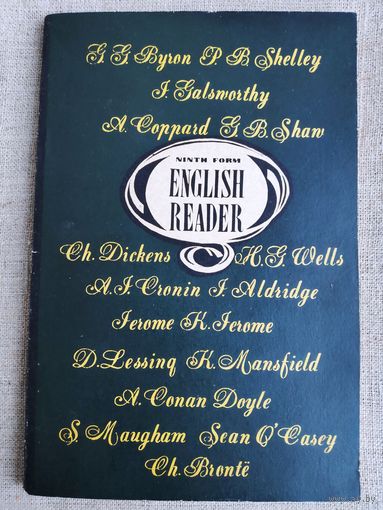 G. G. Byron P. B. Shelley
J. Galsworthy
A. Coppard G. B. Shaw
NINTH FORM
ENGLISH
READER
Ch. Dickens H. G. Wells
A. J. Cronin J. Aldridge
Jerome K. Jerome
D. Lessing K. Mansfield
A. Conan Doyle
S. Maugham Sean O'Casey
Ch. Brontë